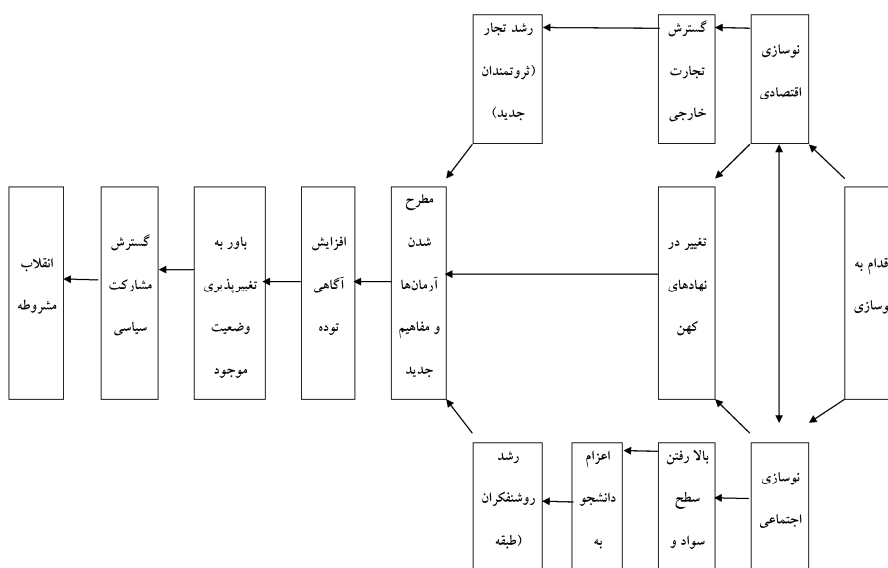 نوسازی
اقتصادی
گسترش
تجارت
خارجی
رشد تجار
(ثروتمندان
جدید)
قدام به
وسازی
تغییر در
نهادهای
کهن
مطرح
شدن
آرمان‌ها
و مفاهیم
جدید
افزایش
آگاهی
توده
باور به
تغییرپذیری
وضعیت
موجود
گسترش
مشارکت
سیاسی
انقلاب
مشروطه
نوسازی
اجتماعی
بالا رفتن
سطح
سواد و
اعزام
دانشجو
به
رشد
روشنفکران
(طبقه